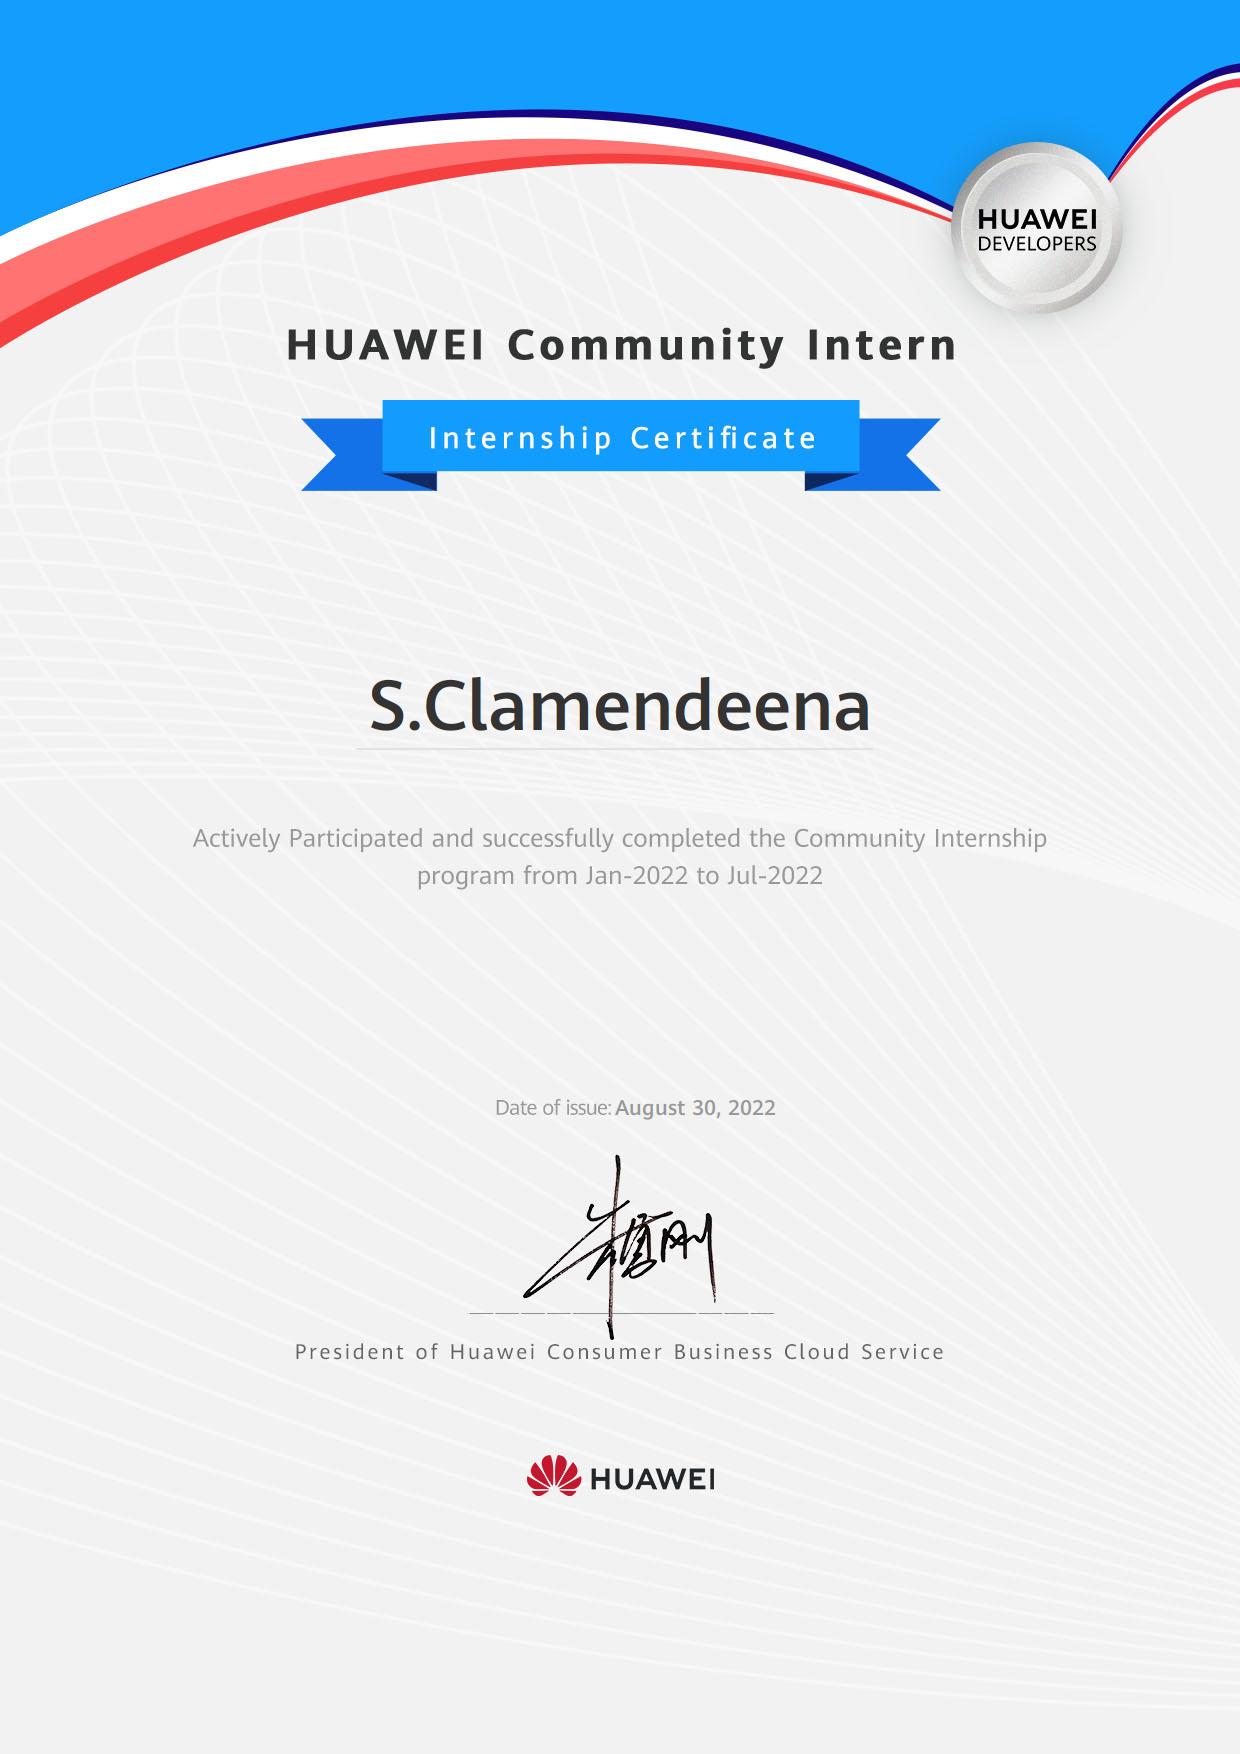 HUAWEI
DEVELOPERS
HUAWEI Community Intern
Internship Certificate
S.Clamendeena
Actively Participated and successfully completed the Community Internship
program from Jan-2022 to Jul-2022
Date of issue: August 30, 2022
President of Huawei Consumer Business Cloud Service
HUAWEI